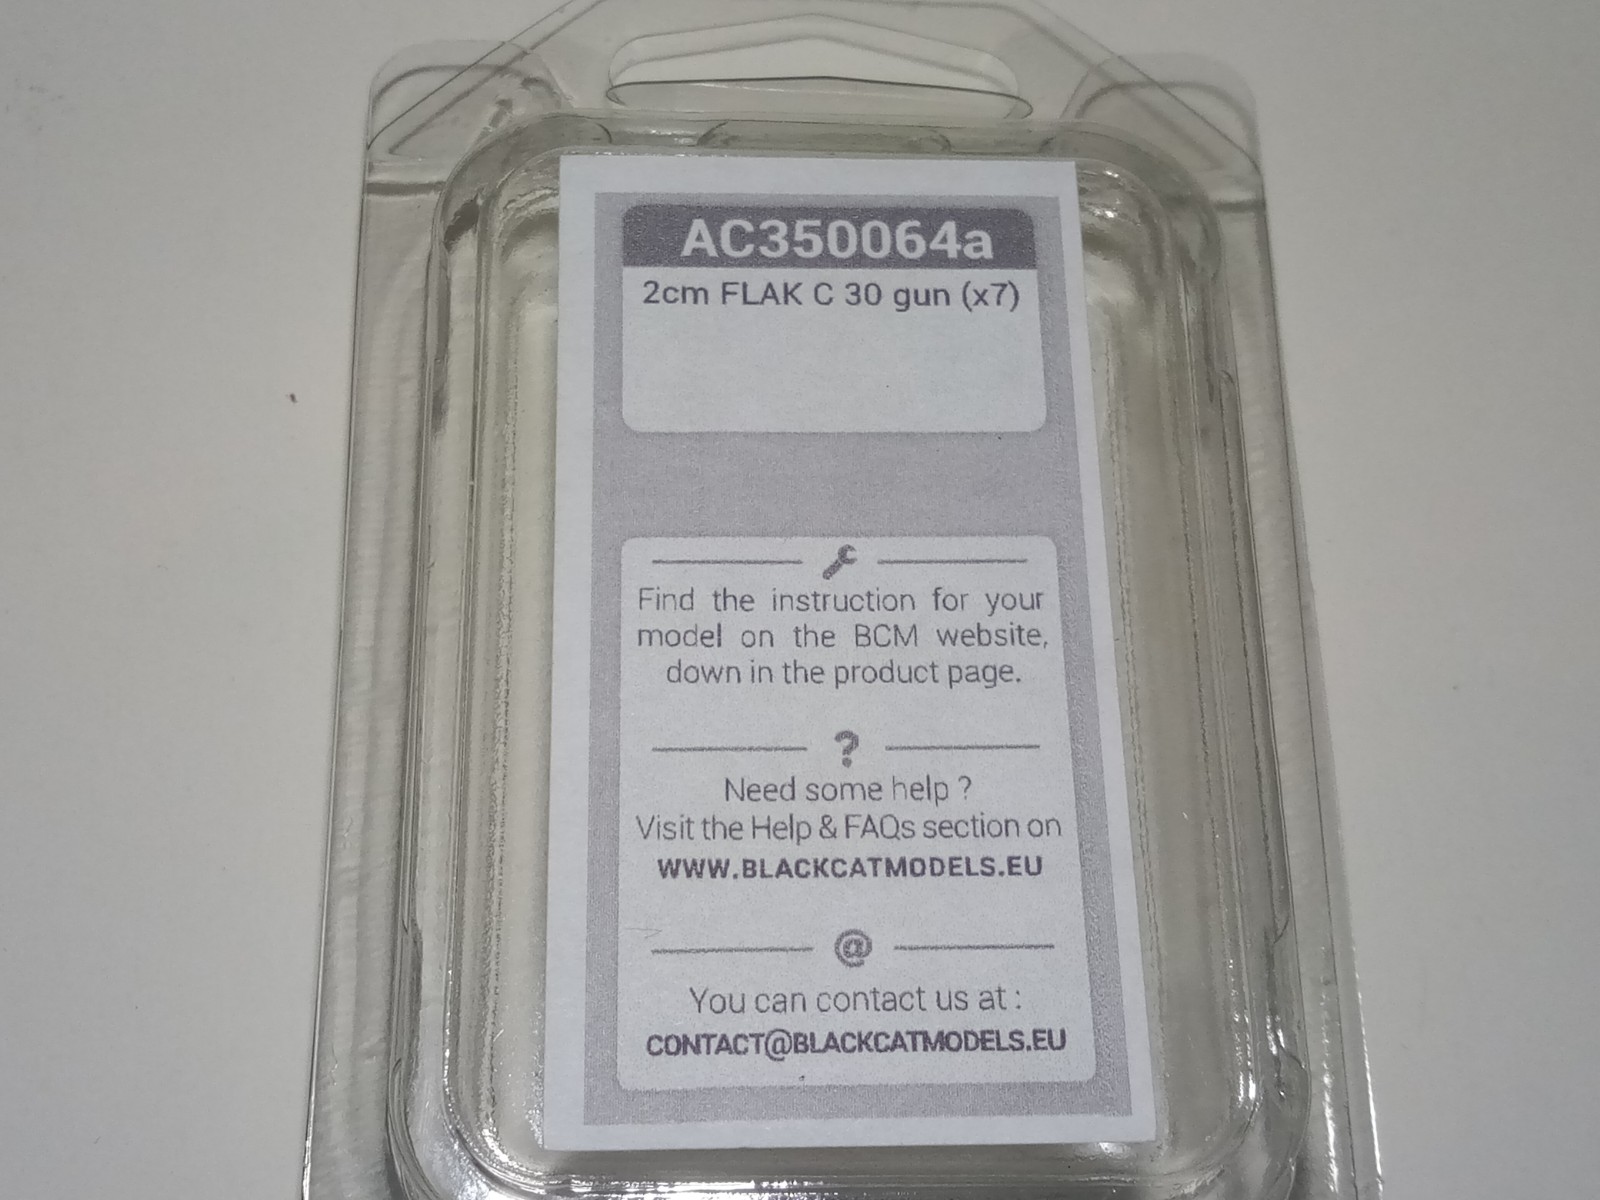 AC350064a
2cm FLAK C 30 gun (x7)
Find the instruction for your
model on the BCM website,
down in the product page.
?
Need some help ?
Visit the Help & FAQs section on
WWW.BLACKCATMODELS.EU
@
You can contact us at :
CONTACT@BLACKCATMODELS.EU